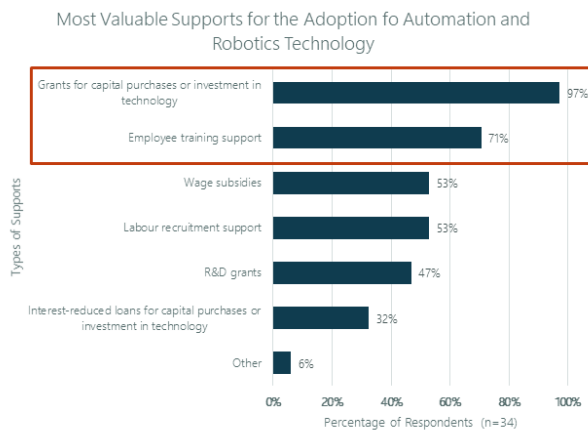 Most Valuable Supports for the Adoption fo Automation and
Robotics Technology
Grants for capital purchases or investment in
technology
97%
Employee training support
71%
Wage subsidies
53%
Labour recruitment support
53%
R&D grants
47%
Interest-reduced loans for capital purchases or
investment in technology
32%
Other
6%
Types of Supports
0% 20% 40% 60% 80% 100%
Percentage of Respondents (n=34)